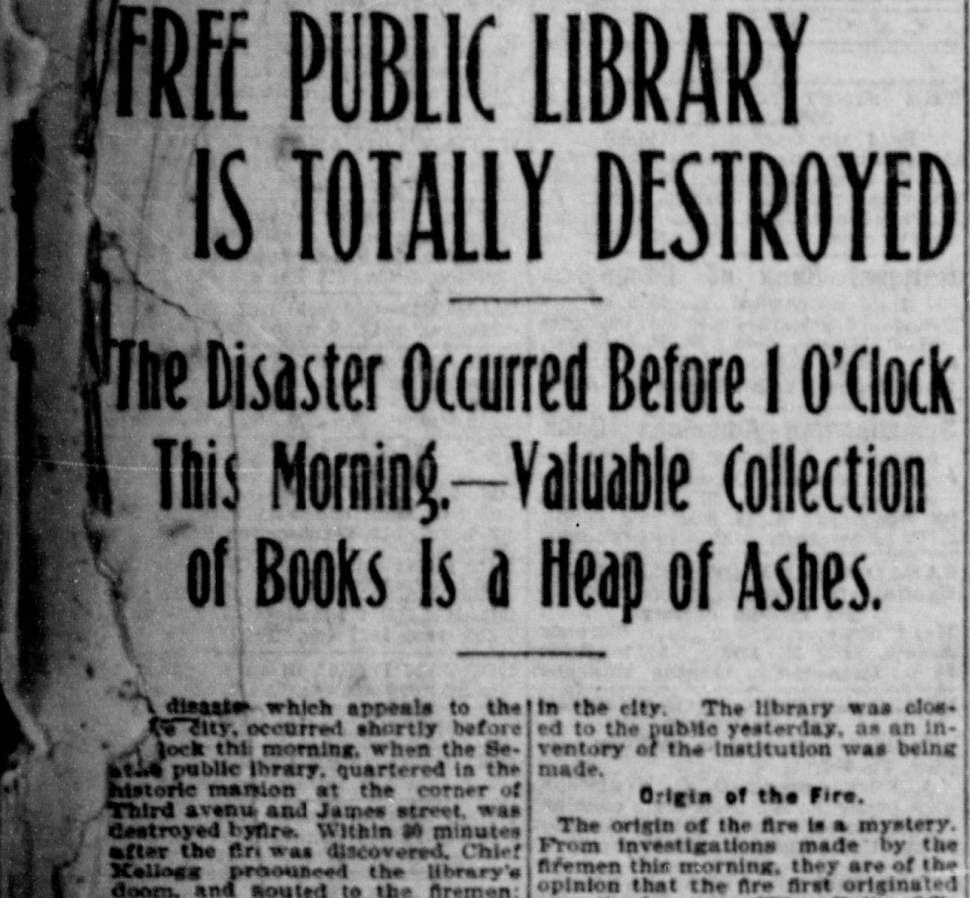 FREE PUBLIC LIBRARY
IS TOTALLY DESTROYED
The Disaster Occurred Before 1 O'Clock
This Morning.—Valuable Collection
of Books Is a Heap of Ashes.
disaster which appeals to the
city, occurred shortly before
lock this morning, when the Se-
public library, quartered in the
historic mansion at the corner of
Third avenue and James street, was
destroyed by fire. Within 30 minutes
after the fire was discovered, Chief
Kellogg pronounced the library's
doom, and shouted to the firemen:
in the city. The library was clos-
ed to the public yesterday, as an in-
ventory of the institution was being
made.
Origin of the Fire.
The origin of the fire is a mystery.
From investigations made by the
firemen this morning, they are of the
opinion that the fire first originated